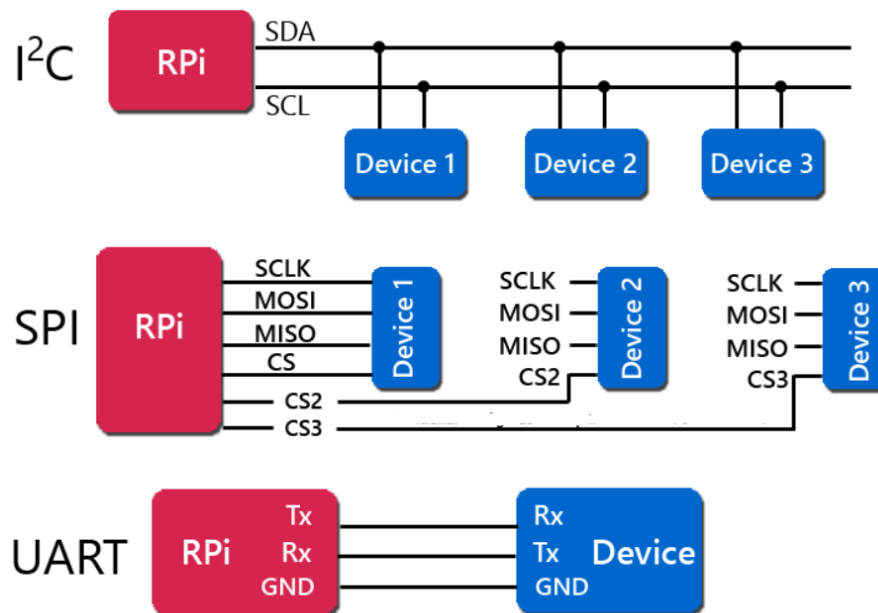 I²C
RPi
SDA
SCL
Device 1
Device 2
Device 3
SPI
RPi
SCLK
MOSI
MISO
CS
CS2
CS3
Device 1
SCLK
MOSI
MISO
CS2
Device 2
SCLK
MOSI
MISO
CS3
Device 3
UART
RPi
Tx
Rx
GND
Rx
Tx
GND
Device